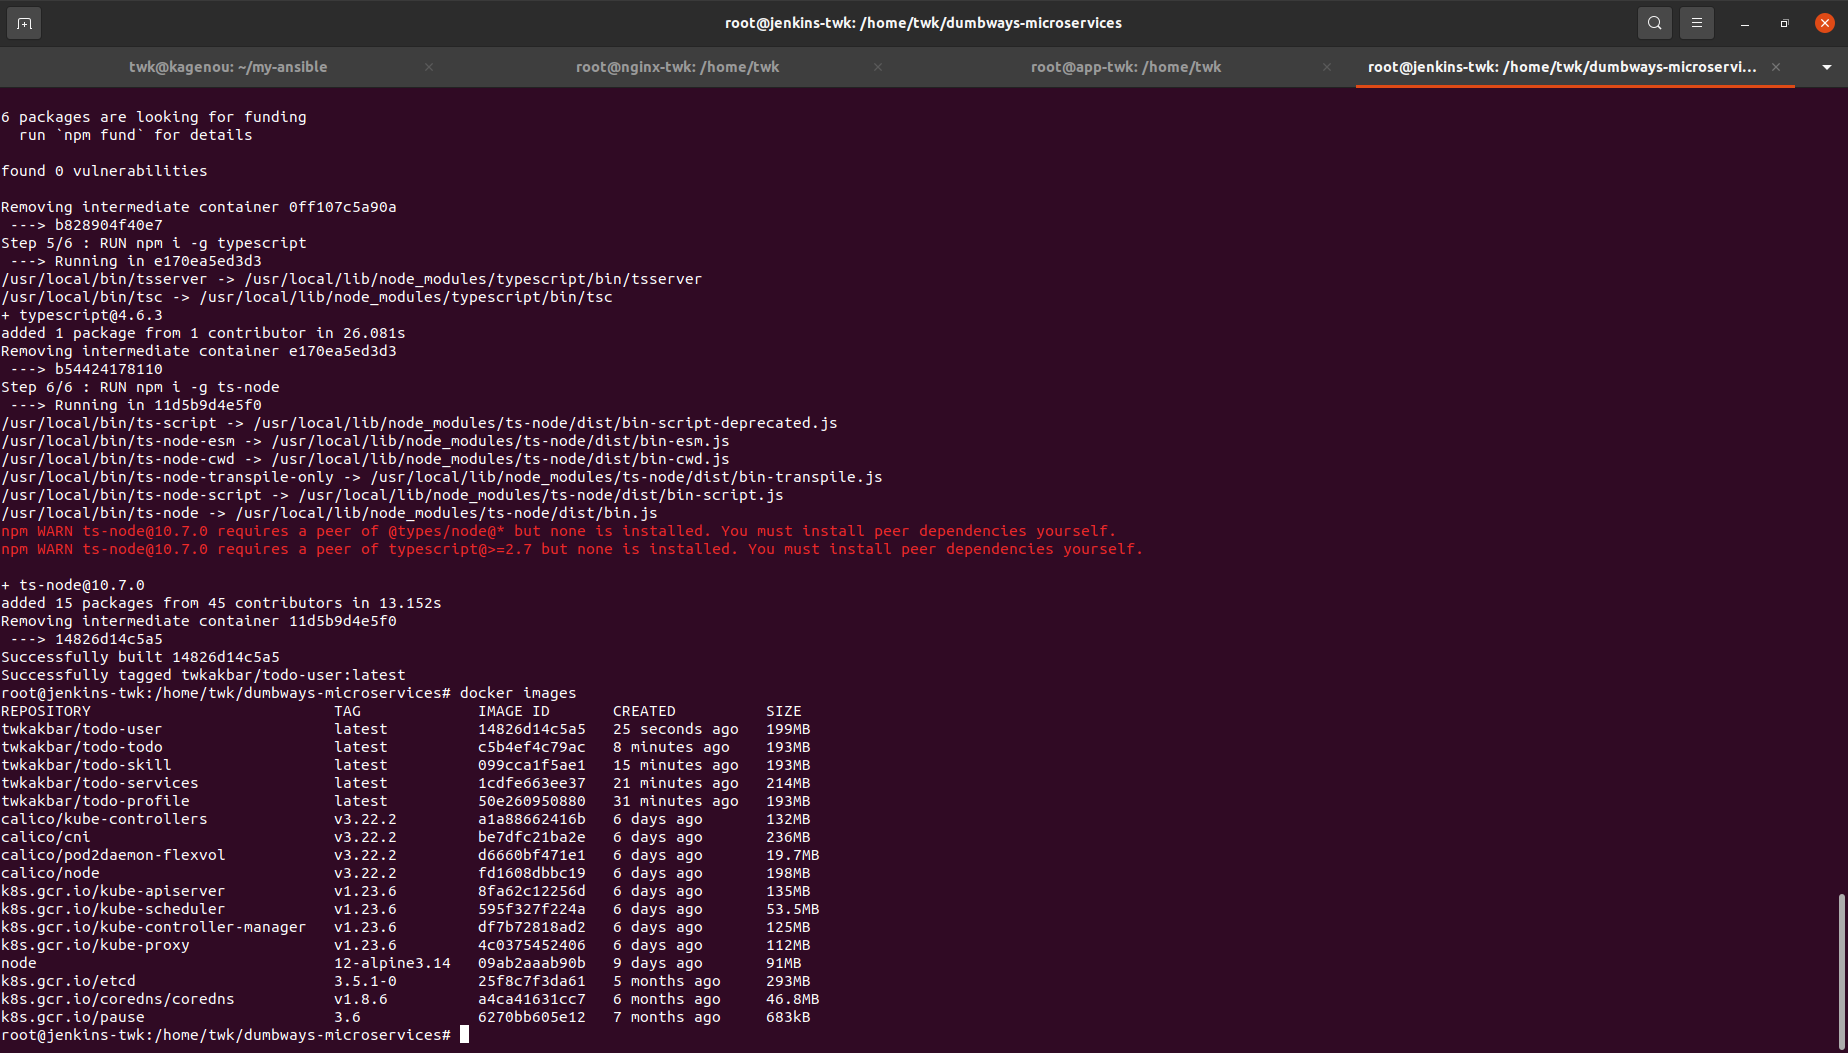 root@jenkins-twk: /home/twk/dumbways-microservices
twk@kagenou: ~/my-ansible
root@nginx-twk: /home/twk
root@app-twk: /home/twk
root@jenkins-twk: /home/twk/dumbways-microservi...
6 packages are looking for funding
  run `npm fund` for details
found 0 vulnerabilities
Removing intermediate container 0ff107c5a90a
 ---> b828904f40e7
Step 5/6 : RUN npm i -g typescript
 ---> Running in e170ea5ed3d3
/usr/local/bin/tsserver -> /usr/local/lib/node_modules/typescript/bin/tsserver
/usr/local/bin/tsc -> /usr/local/lib/node_modules/typescript/bin/tsc
+ typescript@4.6.3
added 1 package from 1 contributor in 26.081s
Removing intermediate container e170ea5ed3d3
 ---> b54424178110
Step 6/6 : RUN npm i -g ts-node
 ---> Running in 11d5b9d4e5f0
/usr/local/bin/ts-script -> /usr/local/lib/node_modules/ts-node/dist/bin-script-deprecated.js
/usr/local/bin/ts-node-esm -> /usr/local/lib/node_modules/ts-node/dist/bin-esm.js
/usr/local/bin/ts-node-cwd -> /usr/local/lib/node_modules/ts-node/dist/bin-cwd.js
/usr/local/bin/ts-node-transpile-only -> /usr/local/lib/node_modules/ts-node/dist/bin-transpile.js
/usr/local/bin/ts-node-script -> /usr/local/lib/node_modules/ts-node/dist/bin-script.js
/usr/local/bin/ts-node -> /usr/local/lib/node_modules/ts-node/dist/bin.js
npm WARN ts-node@10.7.0 requires a peer of @types/node@* but none is installed. You must install peer dependencies yourself.
npm WARN ts-node@10.7.0 requires a peer of typescript@>=2.7 but none is installed. You must install peer dependencies yourself.
+ ts-node@10.7.0
added 15 packages from 45 contributors in 13.152s
Removing intermediate container 11d5b9d4e5f0
 ---> 14826d14c5a5
Successfully built 14826d14c5a5
Successfully tagged twkakbar/todo-user:latest
root@jenkins-twk:/home/twk/dumbways-microservices# docker images
REPOSITORY                           TAG             IMAGE ID       CREATED          SIZE
twkakbar/todo-user                   latest          14826d14c5a5   25 seconds ago   199MB
twkakbar/todo-todo                   latest          c5b4ef4c79ac   8 minutes ago    193MB
twkakbar/todo-skill                  latest          099cca1f5ae1   15 minutes ago   193MB
twkakbar/todo-services               latest          1cdfe663ee37   21 minutes ago   214MB
twkakbar/todo-profile                latest          50e260950880   31 minutes ago   193MB
calico/kube-controllers              v3.22.2         a1a88662416b   6 days ago       132MB
calico/cni                           v3.22.2         be7dfc21ba2e   6 days ago       236MB
calico/pod2daemon-flexvol            v3.22.2         d6660bf471e1   6 days ago       19.7MB
calico/node                          v3.22.2         fd1608dbbc19   6 days ago       198MB
k8s.gcr.io/kube-apiserver            v1.23.6         8fa62c12256d   6 days ago       135MB
k8s.gcr.io/kube-scheduler            v1.23.6         595f327f224a   6 days ago       53.5MB
k8s.gcr.io/kube-controller-manager   v1.23.6         df7b72818ad2   6 days ago       125MB
k8s.gcr.io/kube-proxy                v1.23.6         4c0375452406   6 days ago       112MB
node                                 12-alpine3.14   09ab2aaab90b   9 days ago       91MB
k8s.gcr.io/etcd                      3.5.1-0         25f8c7f3da61   5 months ago     293MB
k8s.gcr.io/coredns/coredns           v1.8.6          a4ca41631cc7   6 months ago     46.8MB
k8s.gcr.io/pause                     3.6             6270bb605e12   7 months ago     683kB
root@jenkins-twk:/home/twk/dumbways-microservices#